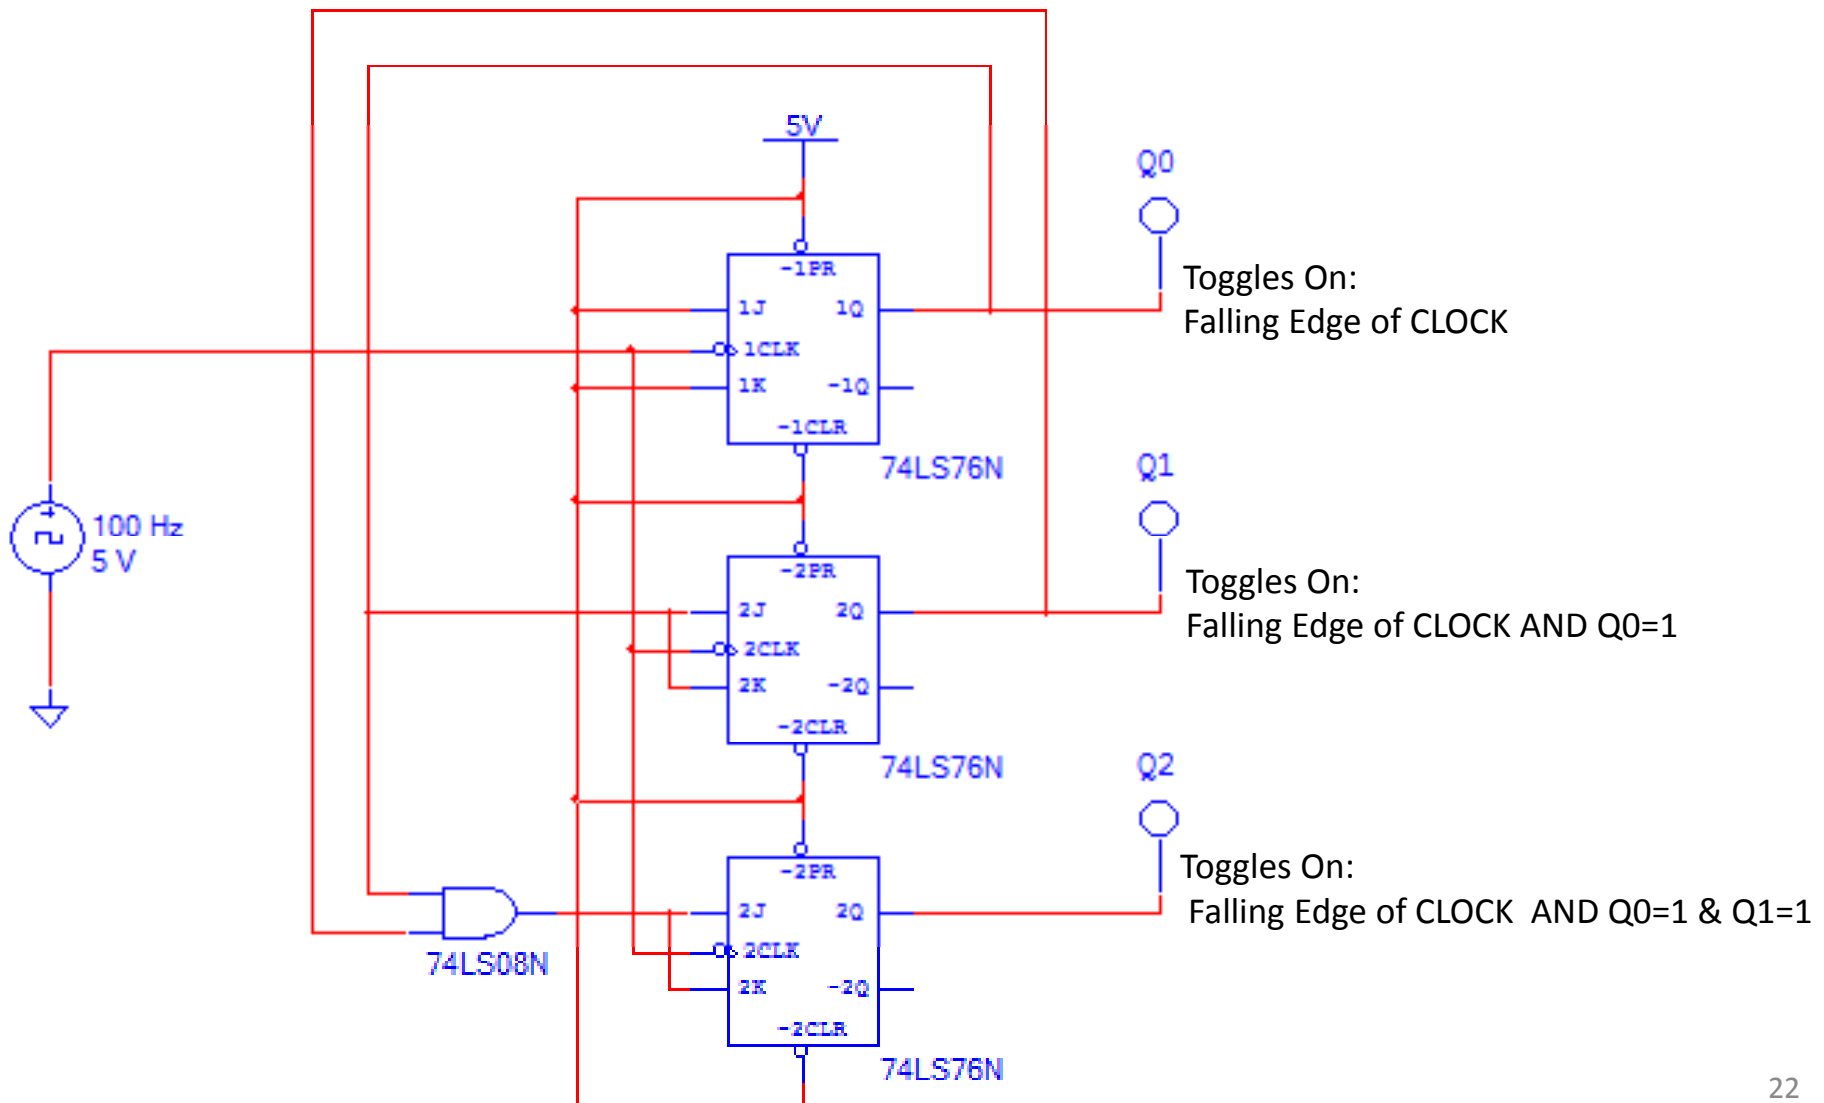 5V
Q0
-1PR
Toggles On:
Falling Edge of CLOCK
1J
1Q
1CLK
1K
-1Q
-1CLR
74LS76N
Q1
100 Hz
5 V
-2PR
Toggles On:
Falling Edge of CLOCK AND Q0=1
2J
2Q
2CLK
2K
-2Q
-2CLR
74LS76N
Q2
-2PR
Toggles On:
Falling Edge of CLOCK  AND Q0=1 & Q1=1
2J
2Q
74LS08N
2CLK
2K
-2Q
-2CLR
74LS76N
22